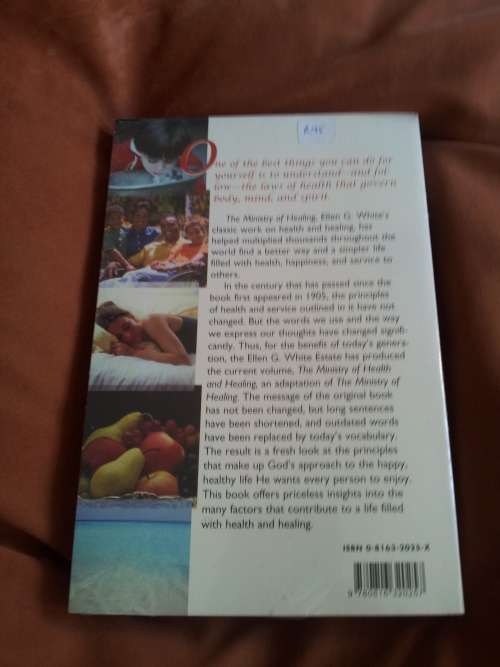 R45
One of the best things you can do for
yourself is to understand—and fol-
low—the laws of health that govern
body, mind, and spirit.
The Ministry of Healing, Ellen G. White's
classic work on health and healing, has
helped multiplied thousands throughout the
world find a better way and a simpler life
filled with health, happiness, and service to
others.
In the century that has passed since the
book first appeared in 1905, the principles
of health and service outlined in it have not
changed. But the words we use and the way
we express our thoughts have changed signifi-
cantly. Thus, for the benefit of today's genera-
tion, the Ellen G. White Estate has produced
the current volume, The Ministry of Health
and Healing, an adaptation of The Ministry of
Healing. The message of the original book
has not been changed, but long sentences
have been shortened, and outdated words
have been replaced by today's vocabulary.
The result is a fresh look at the principles
that make up God's approach to the happy,
healthy life He wants every person to enjoy.
This book offers priceless insights into the
many factors that contribute to a life filled
with health and healing.
ISBN 0-8163-2025-X
9 780816 320257